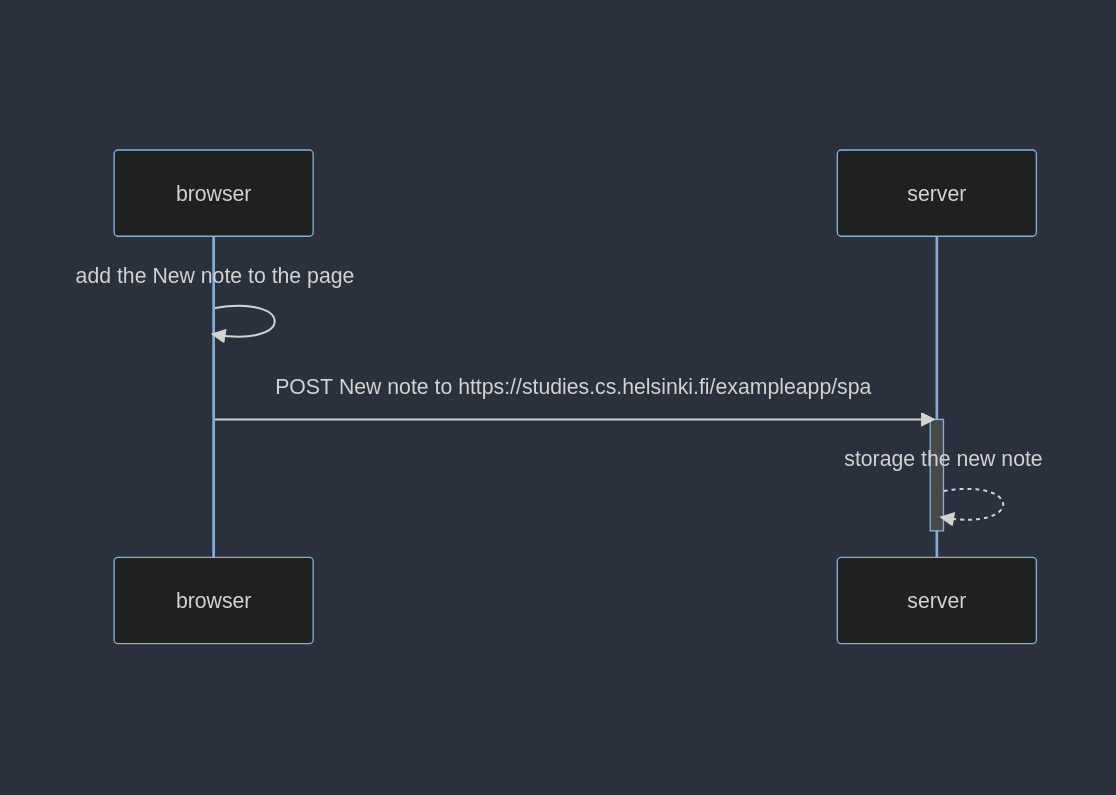 browser
server
add the New note to the page
POST New note to https://studies.cs.helsinki.fi/exampleapp/spa
storage the new note
browser
server